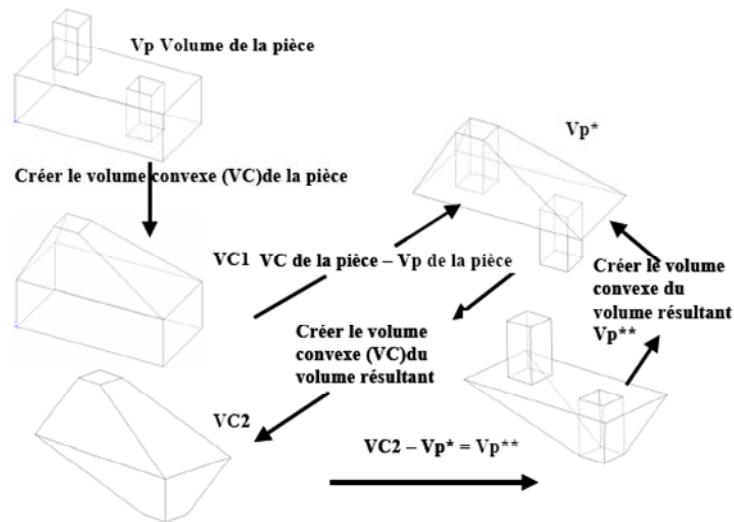 Vp Volume de la pièce
Vp*
Créer le volume convexe (VC)de la pièce
VC1 VC de la pièce – Vp de la pièce
Créer le volume
convexe du
volume résultant
Vp**
Créer le volume
convexe (VC)du
volume résultant
VC2
VC2 – Vp* = Vp**